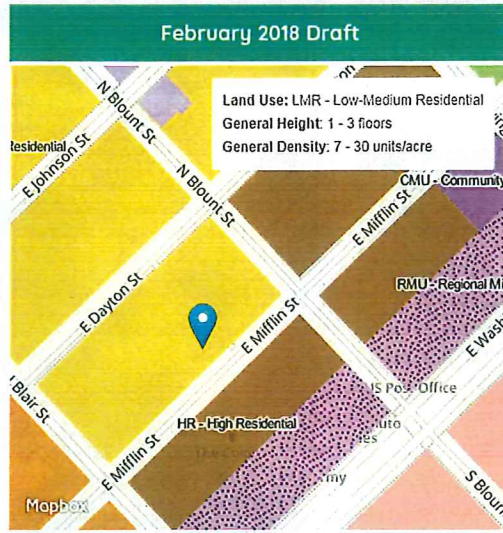 February 2018 Draft
Land Use: LMR - Low-Medium Residential
General Height: 1 - 3 floors
General Density: 7 - 30 units/acre
N Blount St
Residential
E Johnson St
N Blount St
CMU - Community
E Mifflin St
RMU - Regional Mi
E Dayton St
E Mifflin St
E Wash
Blair St
US Post Office
HR - High Residential
E Mifflin St
S Blour
Mapbox